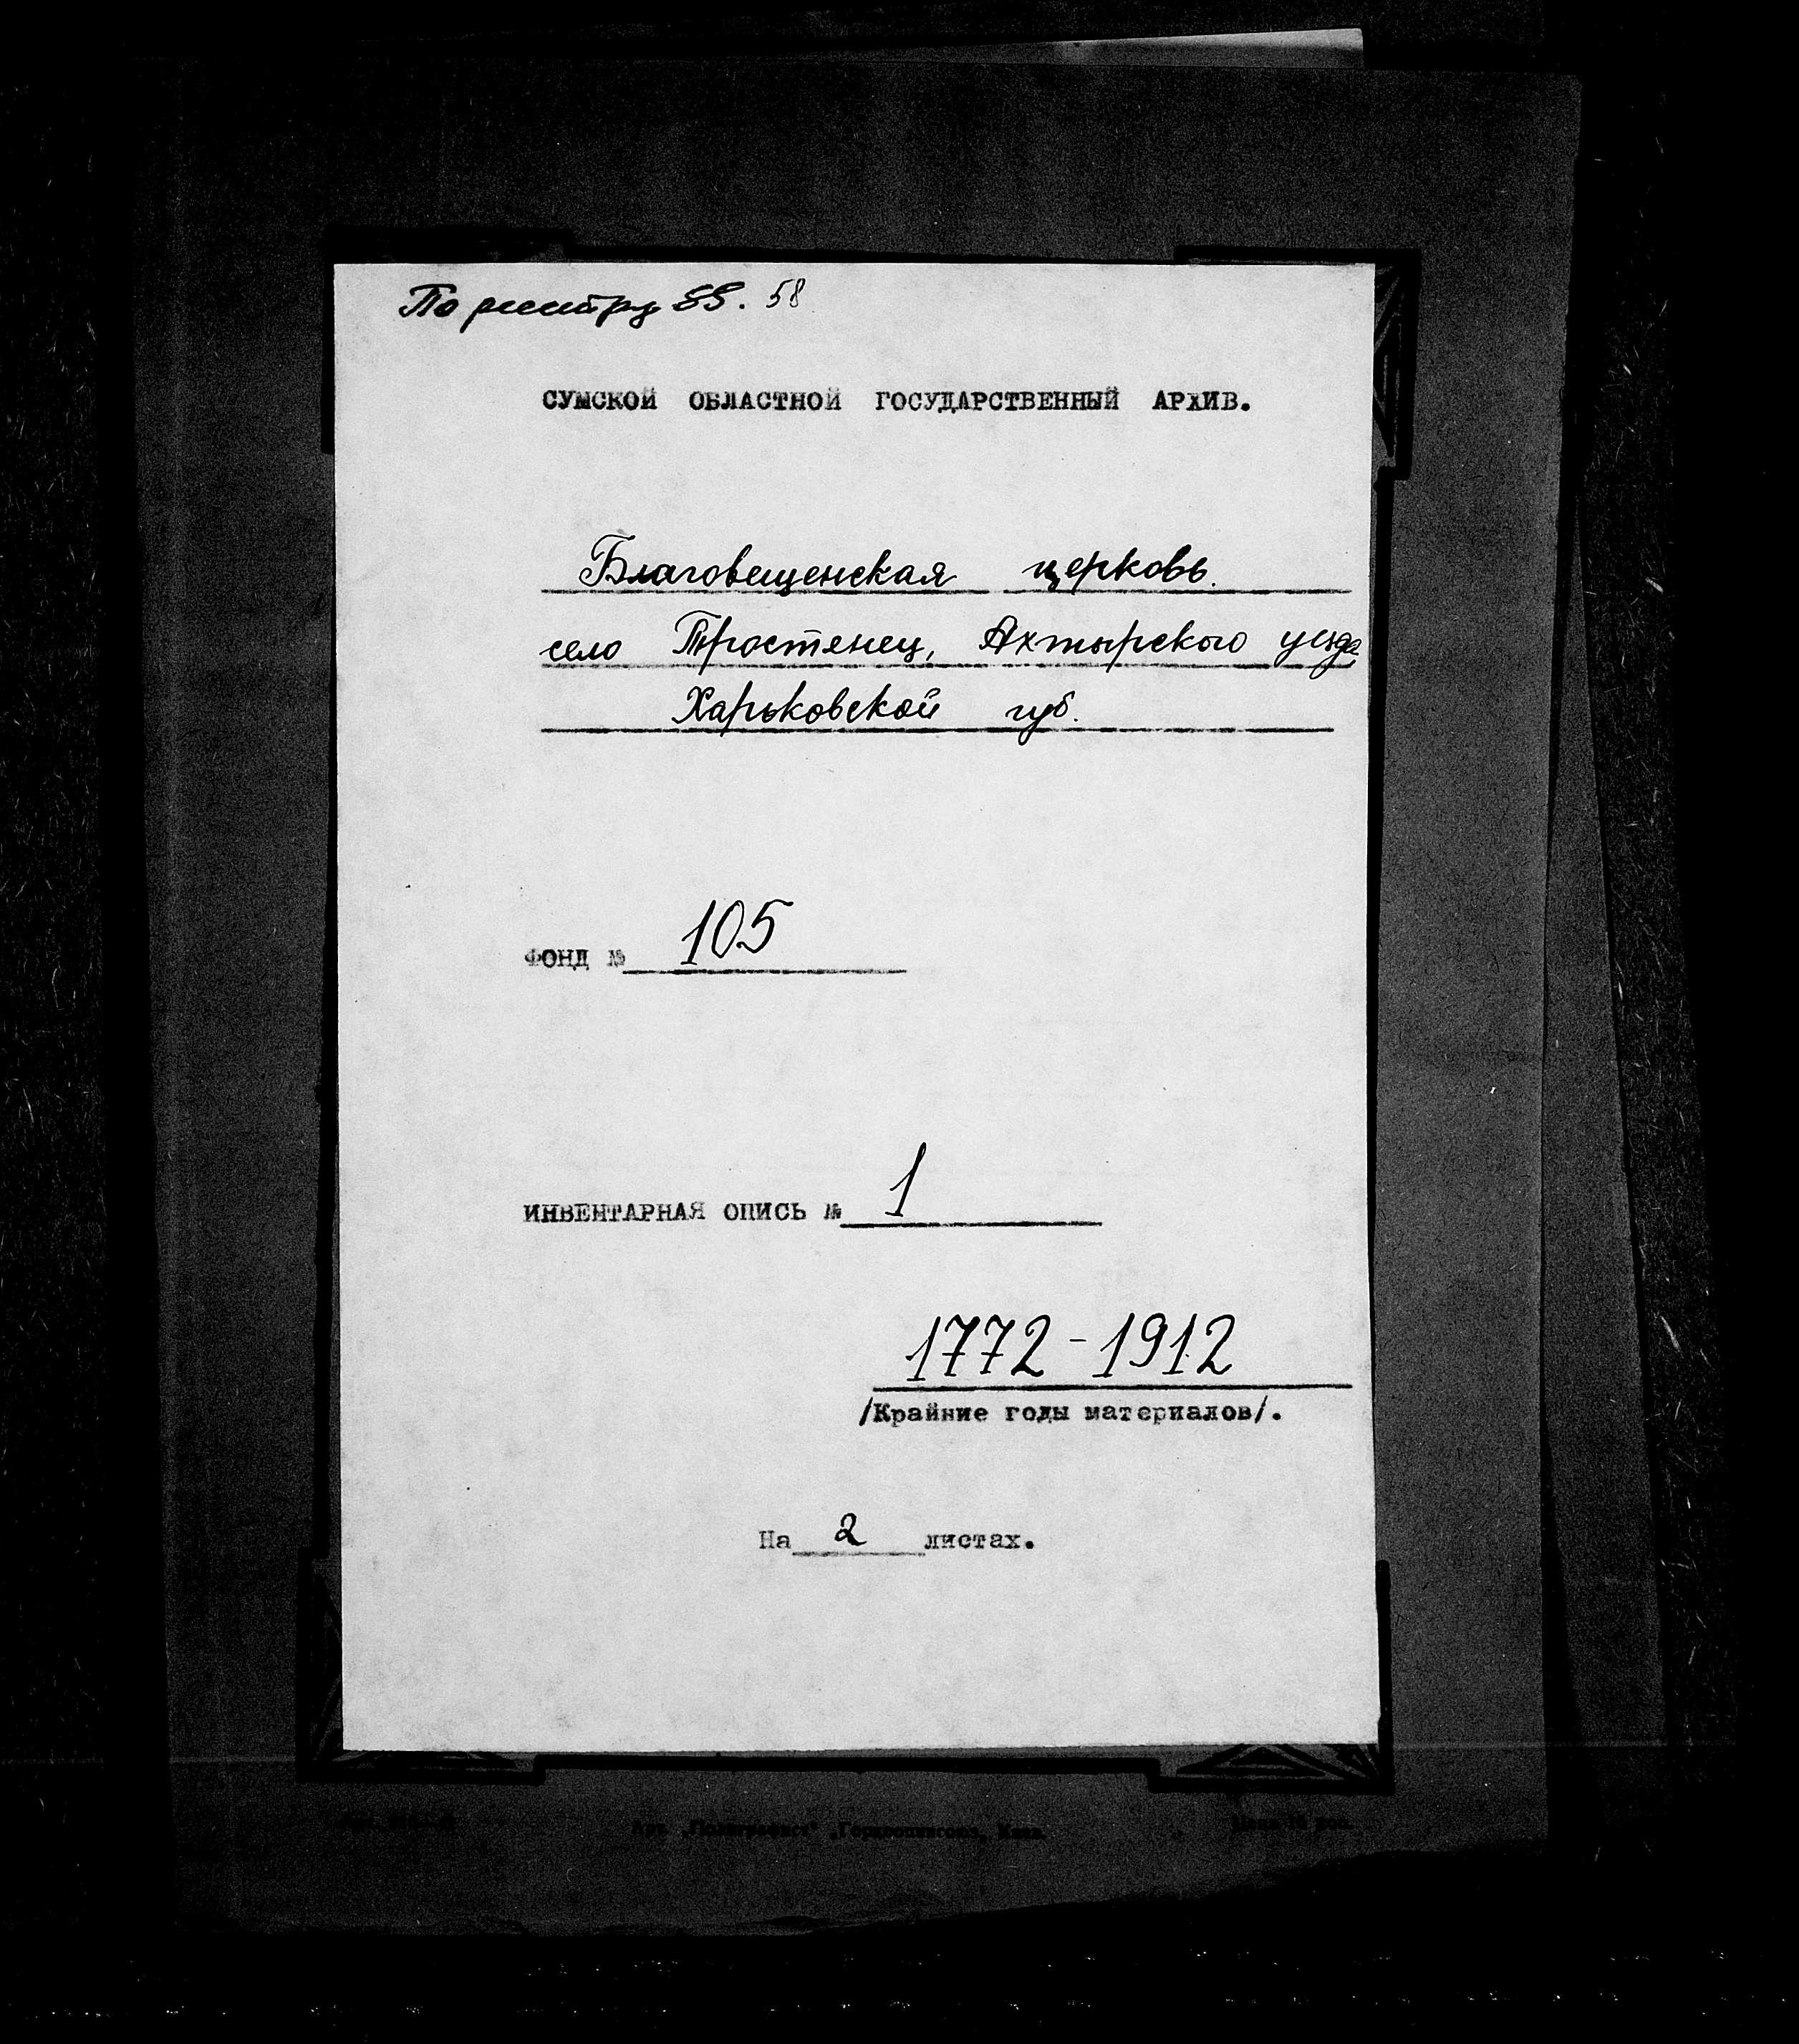 По реестру 58. 58
СУМСКОЙ ОБЛАСТНОЙ ГОСУДАРСТВЕННЫЙ АРХИВ.
Благовещенская церковь.
село Тростенец, Ахтырского уезда
Харьковской губ.
ФОНД № 105
ИНВЕНТАРНАЯ ОПИСЬ № 1
1772 - 1912
/Крайние годы материалов/.
На 2 листах.